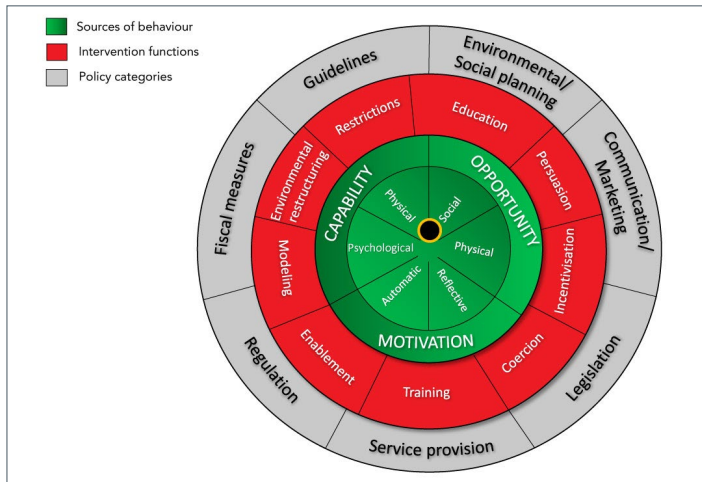 Sources of behaviour
Intervention functions
Policy categories
Guidelines
Environmental/
Social planning
Communication/
Marketing
Legislation
Service provision
Regulation
Fiscal measures
Restrictions
Education
Persuasion
Incentivisation
Coercion
Training
Enablement
Modeling
Environmental
restructuring
CAPABILITY
OPPORTUNITY
MOTIVATION
Physical
Social
Physical
Reflective
Automatic
Psychological